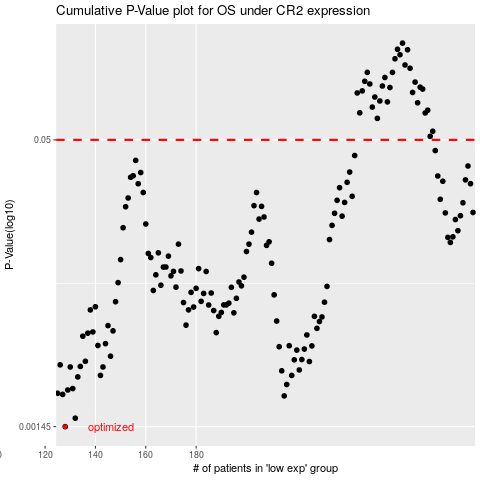 Cumulative P-Value plot for OS under CR2 expression
P-Value(log10)
0.05
0.00145
optimized
0 120 140 160 180
# of patients in 'low exp' group